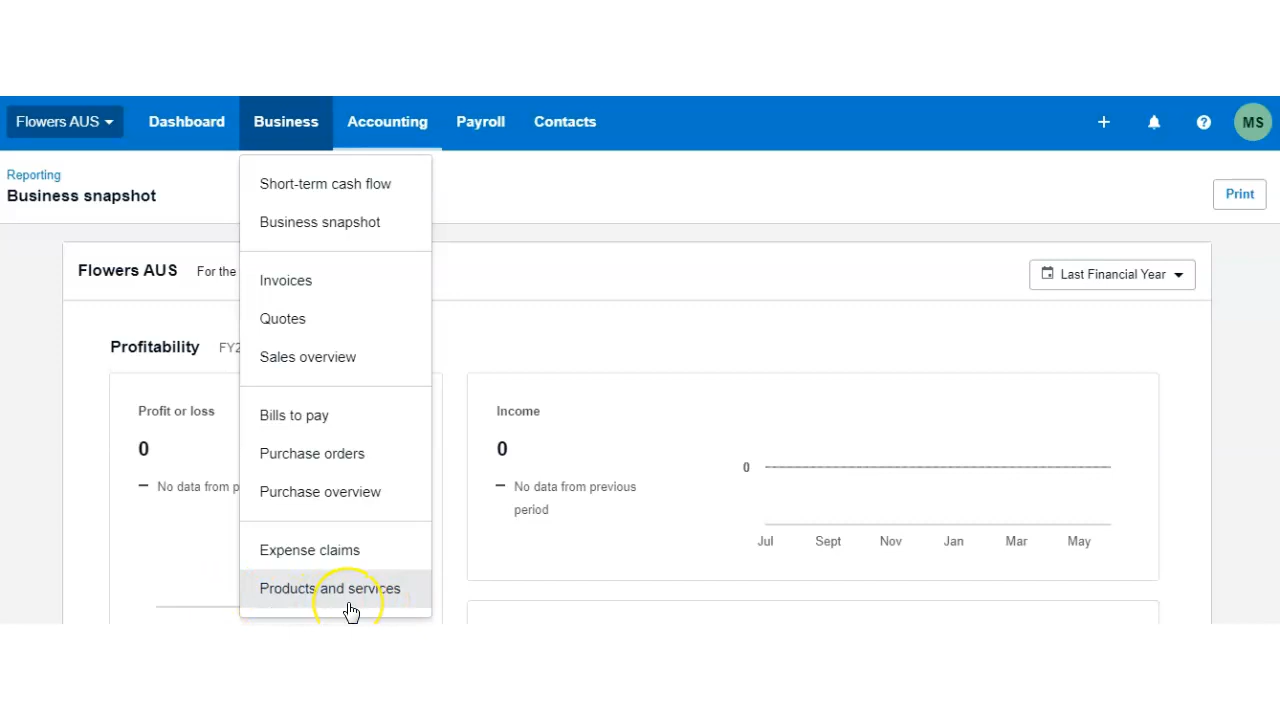 Flowers AUS
Dashboard
Business
Accounting
Payroll
Contacts
MS
Reporting
Business snapshot
Print
Short-term cash flow
Business snapshot
Invoices
Quotes
Sales overview
Bills to pay
Purchase orders
Purchase overview
Expense claims
Products and services
Flowers AUS For the
Last Financial Year
Profitability FY2
Profit or loss
0
No data from p
Income
0
No data from previous
period
0
Jul Sept Nov Jan Mar May